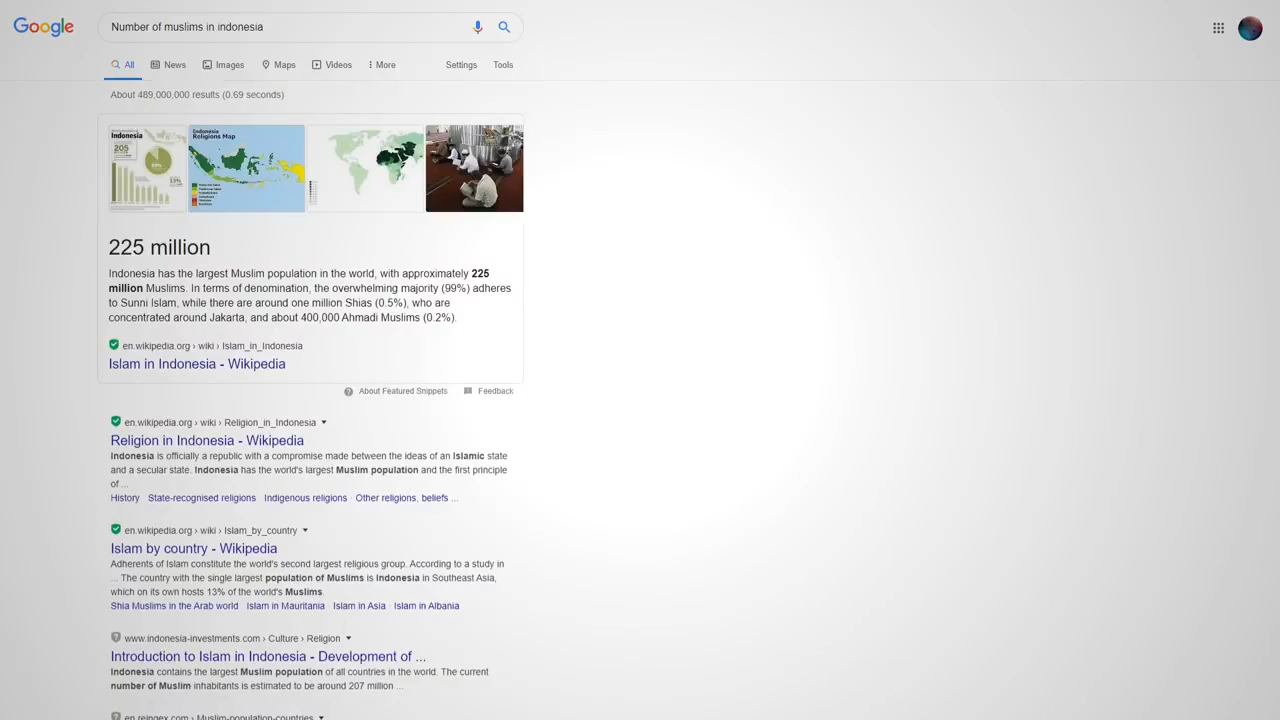 Google
Number of muslims in indonesia
All News Images Maps Videos More Settings Tools
About 489,000,000 results (0.69 seconds)
Indonesia
205
Indonesia
Religions Map
225 million
Indonesia has the largest Muslim population in the world, with approximately 225
million Muslims. In terms of denomination, the overwhelming majority (99%) adheres
to Sunni Islam, while there are around one million Shias (0.5%), who are
concentrated around Jakarta, and about 400,000 Ahmadi Muslims (0.2%).
en.wikipedia.org › wiki › Islam_in_Indonesia
Islam in Indonesia - Wikipedia
About Featured Snippets Feedback
en.wikipedia.org › wiki › Religion_in_Indonesia
Religion in Indonesia - Wikipedia
Indonesia is officially a republic with a compromise made between the ideas of an Islamic state
and a secular state. Indonesia has the world's largest Muslim population and the first principle
of ...
History State-recognised religions Indigenous religions · Other religions, beliefs ...
en.wikipedia.org › wiki › Islam_by_country
Islam by country - Wikipedia
Adherents of Islam constitute the world's second largest religious group. According to a study in
... The country with the single largest population of Muslims is Indonesia in Southeast Asia,
which on its own hosts 13% of the world's Muslims.
Shia Muslims in the Arab world Islam in Mauritania Islam in Asia · Islam in Albania
www.indonesia-investments.com › Culture › Religion
Introduction to Islam in Indonesia - Development of ...
Indonesia contains the largest Muslim population of all countries in the world. The current
number of Muslim inhabitants is estimated to be around 207 million ...
en.reingex.com › Muslim-population-countries